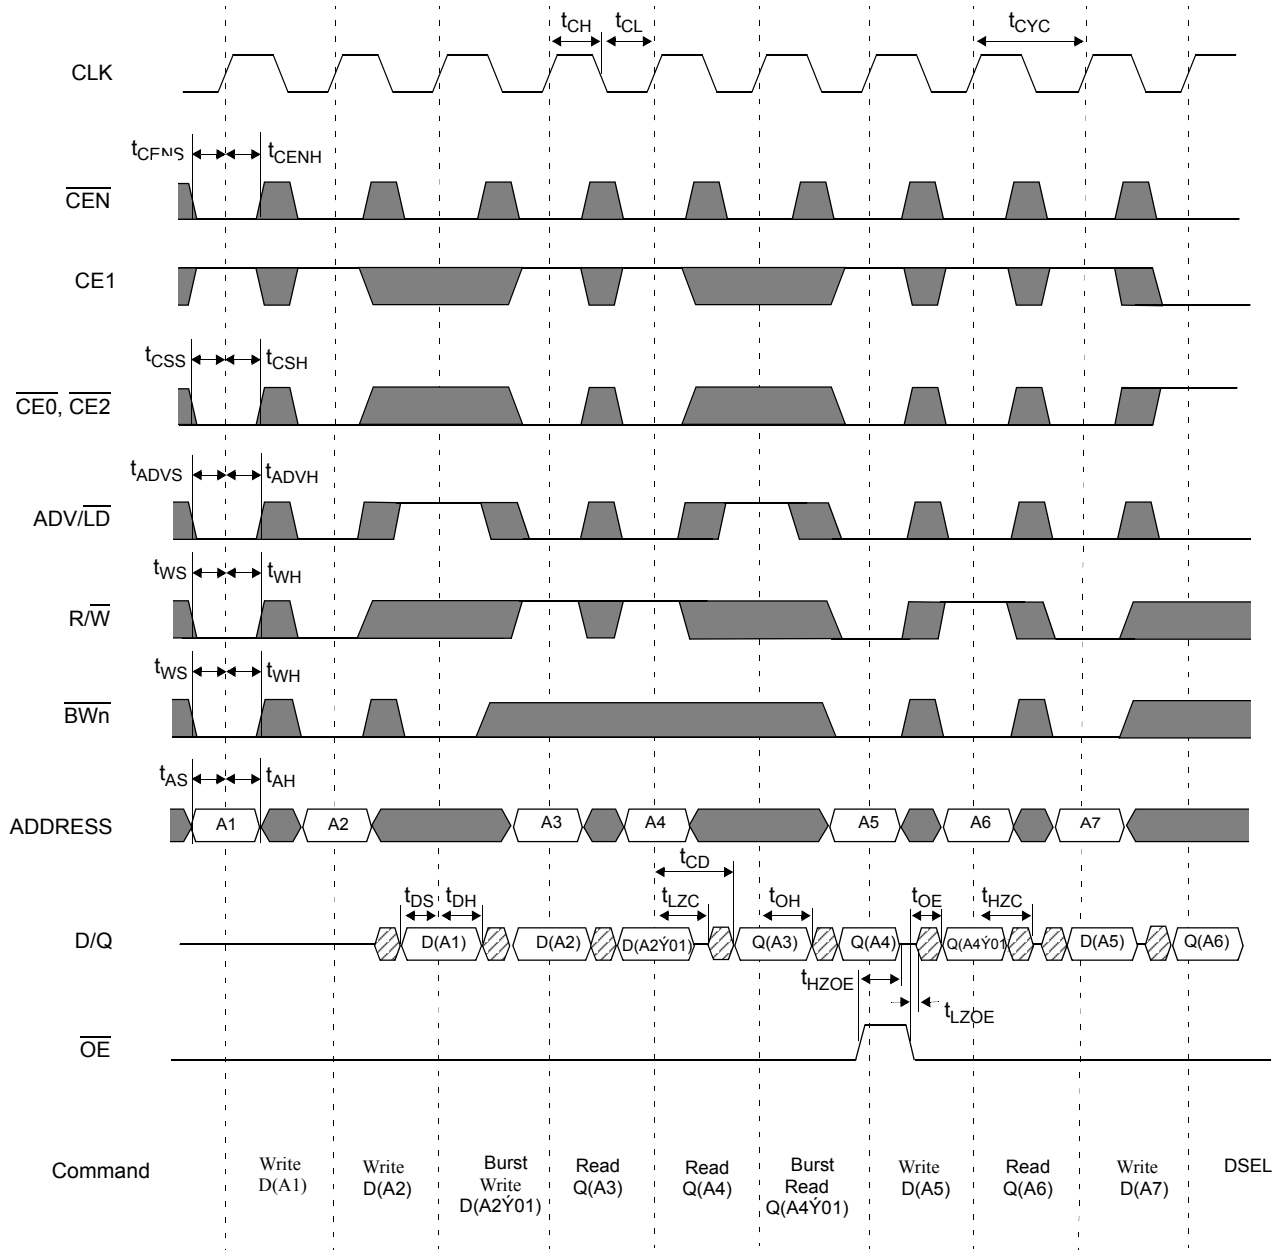 tCH tCL tCYC
CLK
tCENS tCENH
CEN
CE1
tCSS tCSH
CE0, CE2
tADVS tADVH
ADV/LD
tWS tWH
R/W
tWS tWH
BWn
tAS tAH
ADDRESS A1 A2 A3 A4 A5 A6 A7
tCD
tDS tDH tLZC tOH tOE tHZC
D/Q D(A1) D(A2) D(A2Ý01) Q(A3) Q(A4) Q(A4Ý01 D(A5) Q(A6)
tHZOE
tLZOE
OE
Command
Write
D(A1)
Write
D(A2)
Burst
Write
D(A2Ý01)
Read
Q(A3)
Read
Q(A4)
Burst
Read
Q(A4Ý01)
Write
D(A5)
Read
Q(A6)
Write
D(A7)
DSEL